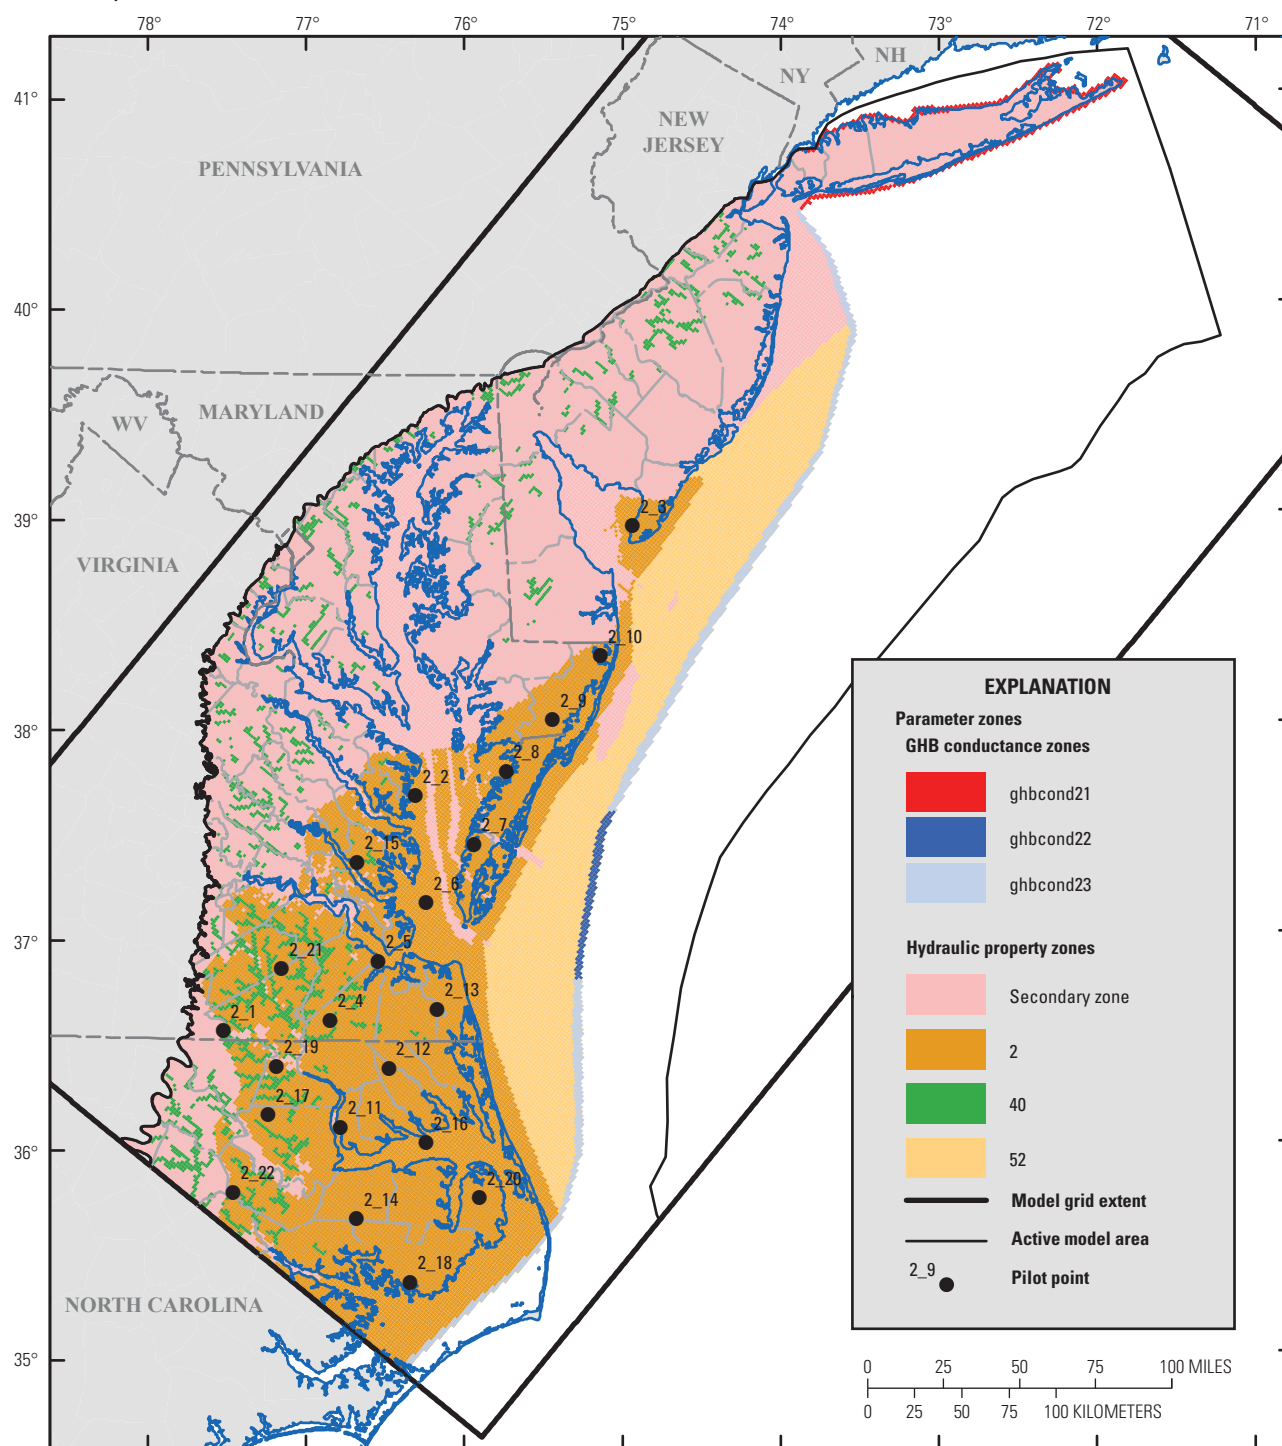 78° 77° 76° 75° 74° 73° 72° 71°
NH
NY
41°
NEW
JERSEY
PENNSYLVANIA
40°
MARYLAND
WV
39°
2_3
VIRGINIA
2_10
2_9
38°
2_8
2_2
2_7
2_15
2_6
37°
2_5
2_21
2_13
2_4
2_1
2_19
2_12
2_17
2_11
2_16
36°
2_22
2_20
2_14
2_18
NORTH CAROLINA
35°
EXPLANATION
Parameter zones
GHB conductance zones
ghbcond21
ghbcond22
ghbcond23
Hydraulic property zones
Secondary zone
2
40
52
Model grid extent
Active model area
2_9 Pilot point
0 25 50 75 100 MILES
0 25 50 75 100 KILOMETERS